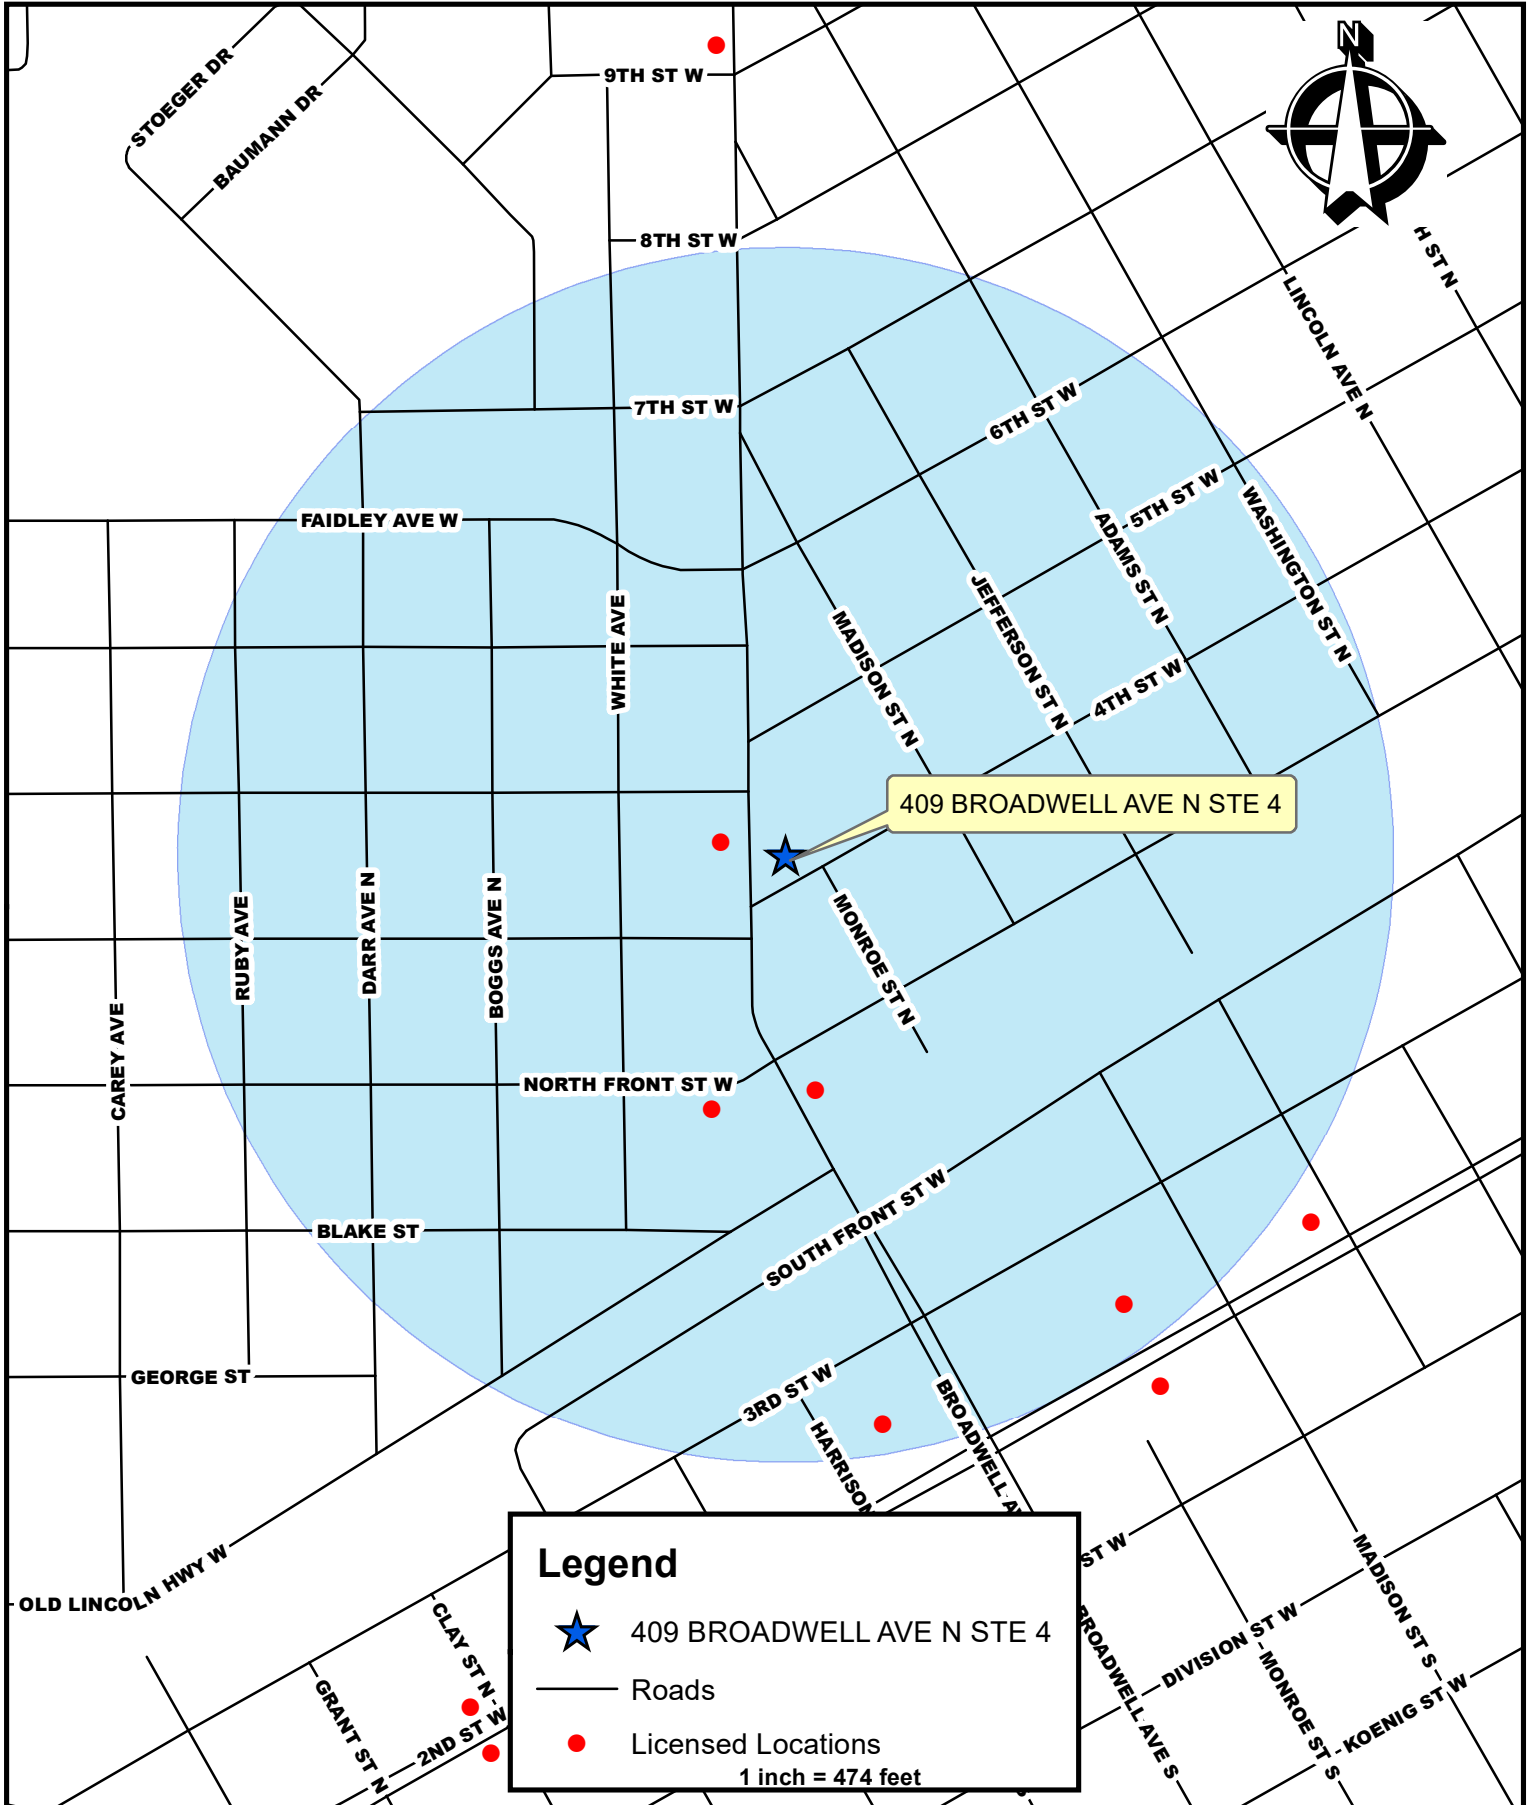 N
STOEGER DR
BAUMANN DR
9TH ST W
8TH ST W
H ST N
LINCOLN AVE N
7TH ST W
6TH ST W
5TH ST W
WASHINGTON ST N
ADAMS ST N
FAIDLEY AVE W
WHITE AVE
MADISON ST N
JEFFERSON ST N
4TH ST W
409 BROADWELL AVE N STE 4
RUBY AVE
DARR AVE N
BOGGS AVE N
MONROE ST N
CAREY AVE
NORTH FRONT ST W
SOUTH FRONT ST W
BLAKE ST
GEORGE ST
3RD ST W
HARRISON
BROADWELL AV
OLD LINCOLN HWY W
CLAY ST N
GRANT ST N
2ND ST W
ST W
BROADWELL AVE S
DIVISION ST W
MONROE ST S
MADISON ST S
KOENIG ST W
Legend
409 BROADWELL AVE N STE 4
Roads
Licensed Locations
1 inch = 474 feet